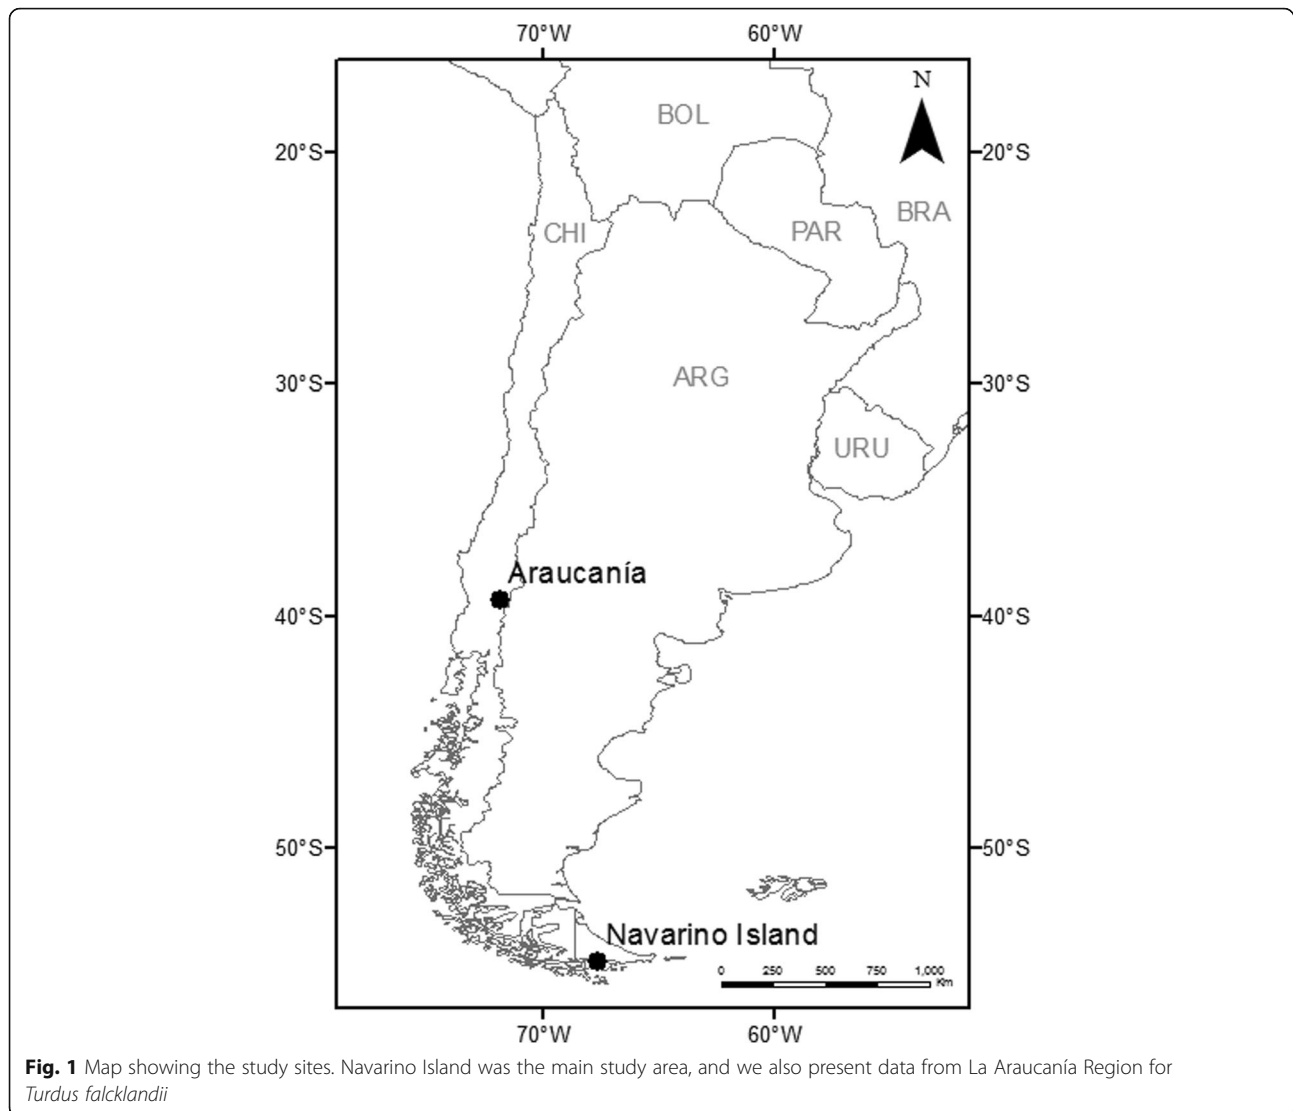 70°W 60°W
N
BOL
20°S 20°S
BRA
CHI PAR
ARG
30°S 30°S
URU
Araucanía
40°S 40°S
50°S 50°S
Navarino Island
0 250 500 750 1,000
Km
70°W 60°W
Fig. 1 Map showing the study sites. Navarino Island was the main study area, and we also present data from La Araucanía Region for
Turdus falcklandii